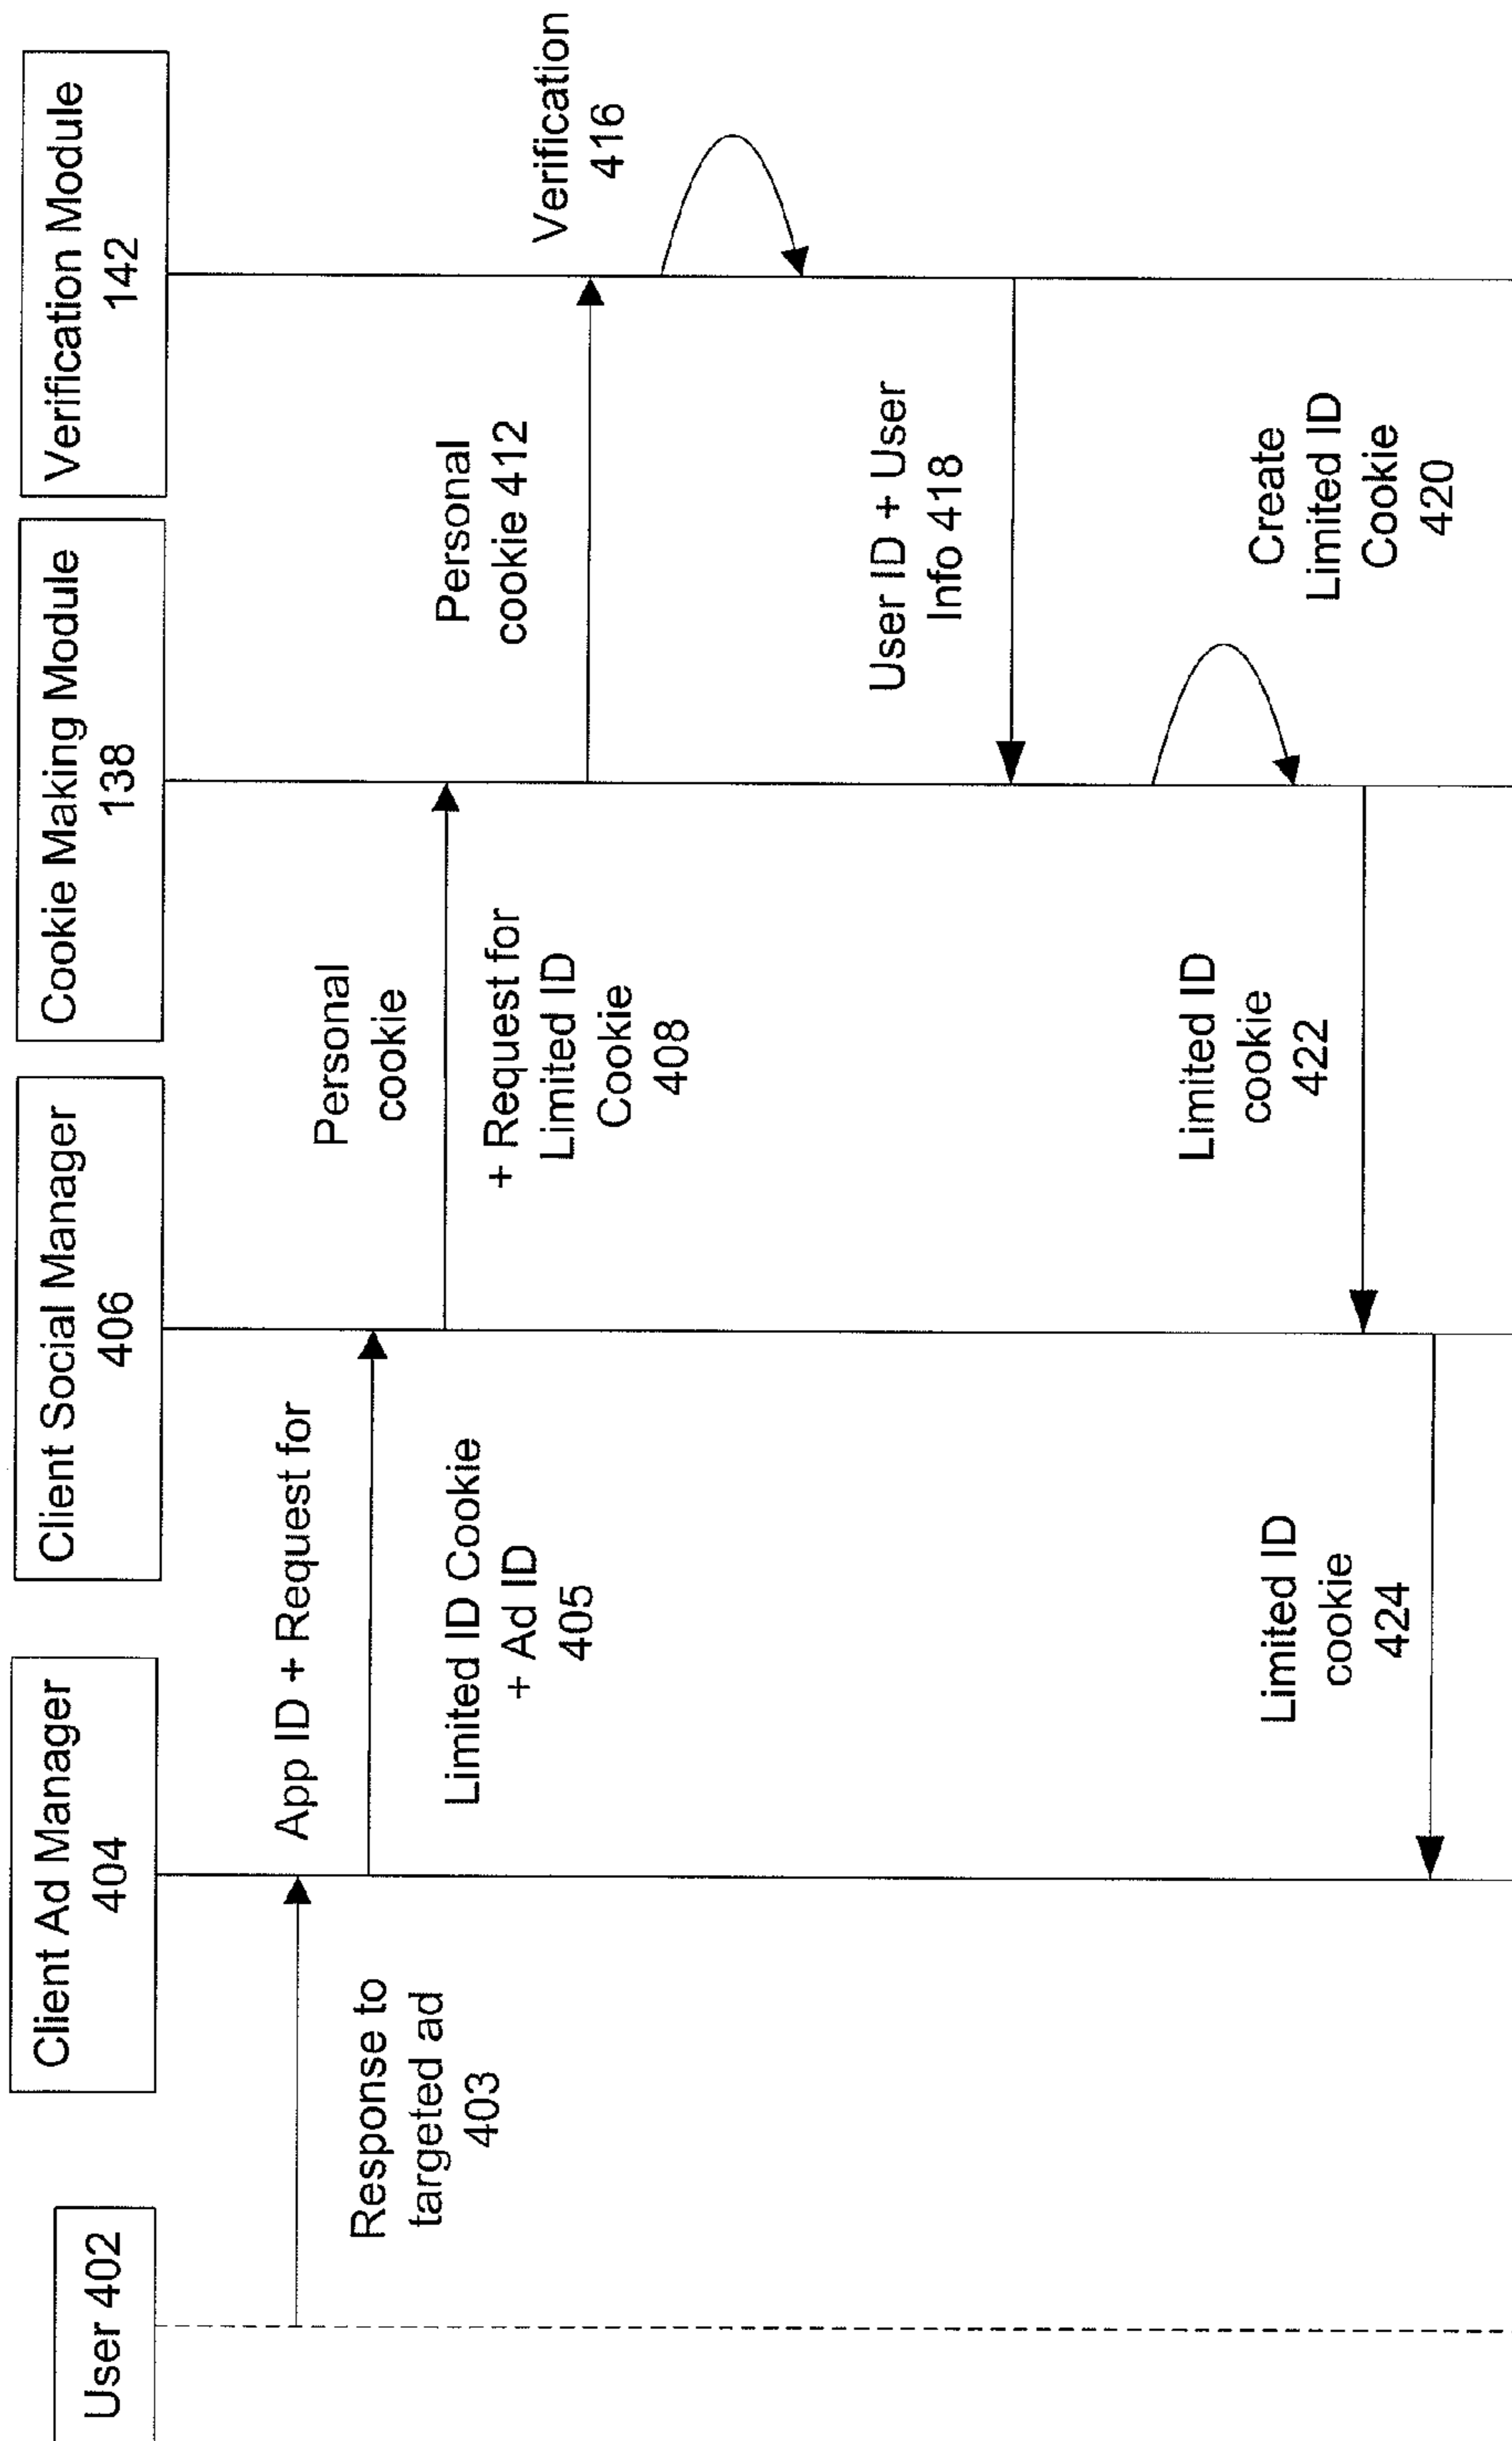 User 402
Client Ad Manager
404
Client Social Manager
406
Cookie Making Module
138
Verification Module
142
Response to
targeted ad
403
App ID + Request for
Limited ID Cookie
+ Ad ID
405
Personal
cookie
+ Request for
Limited ID
Cookie
408
Personal
cookie 412
Verification
416
User ID + User
Info 418
Create
Limited ID
Cookie
420
Limited ID
cookie
422
Limited ID
cookie
424